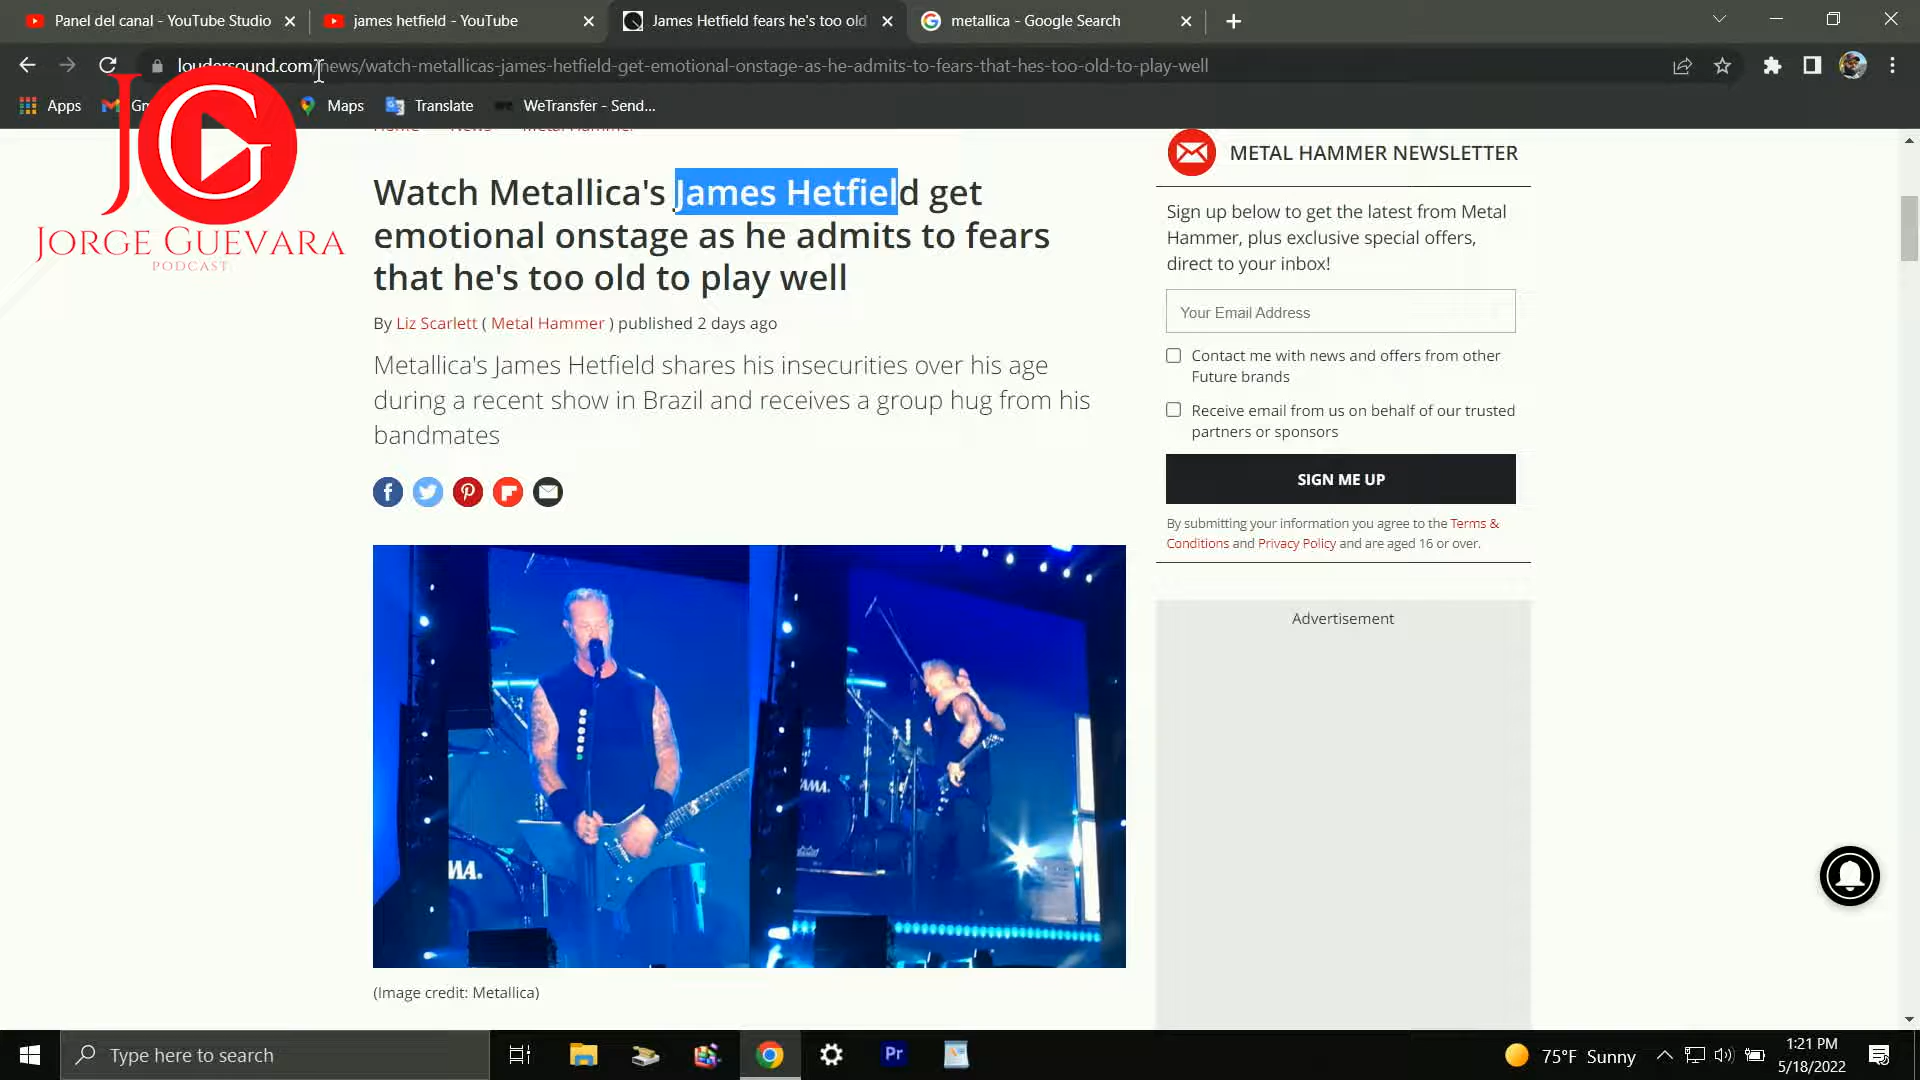 Panel del canal - YouTube Studio
james hetfield - YouTube
James Hetfield fears he's too old
metallica - Google Search
loudersound.com/news/watch-metallicas-james-hetfield-get-emotional-onstage-as-he-admits-to-fears-that-hes-too-old-to-play-well
Apps
Gm
Maps
Translate
WeTransfer - Send...
JG
JORGE GUEVARA
PODCAST
Home
News
Metal Hammer
Watch Metallica's James Hetfield get
emotional onstage as he admits to fears
that he's too old to play well
By Liz Scarlett ( Metal Hammer ) published 2 days ago
Metallica's James Hetfield shares his insecurities over his age
during a recent show in Brazil and receives a group hug from his
bandmates
MA.
AMA.
(Image credit: Metallica)
METAL HAMMER NEWSLETTER
Sign up below to get the latest from Metal
Hammer, plus exclusive special offers,
direct to your inbox!
Your Email Address
Contact me with news and offers from other
Future brands
Receive email from us on behalf of our trusted
partners or sponsors
SIGN ME UP
By submitting your information you agree to the Terms &
Conditions and Privacy Policy and are aged 16 or over.
Advertisement
Type here to search
Pr
75°F Sunny
1:21 PM
5/18/2022